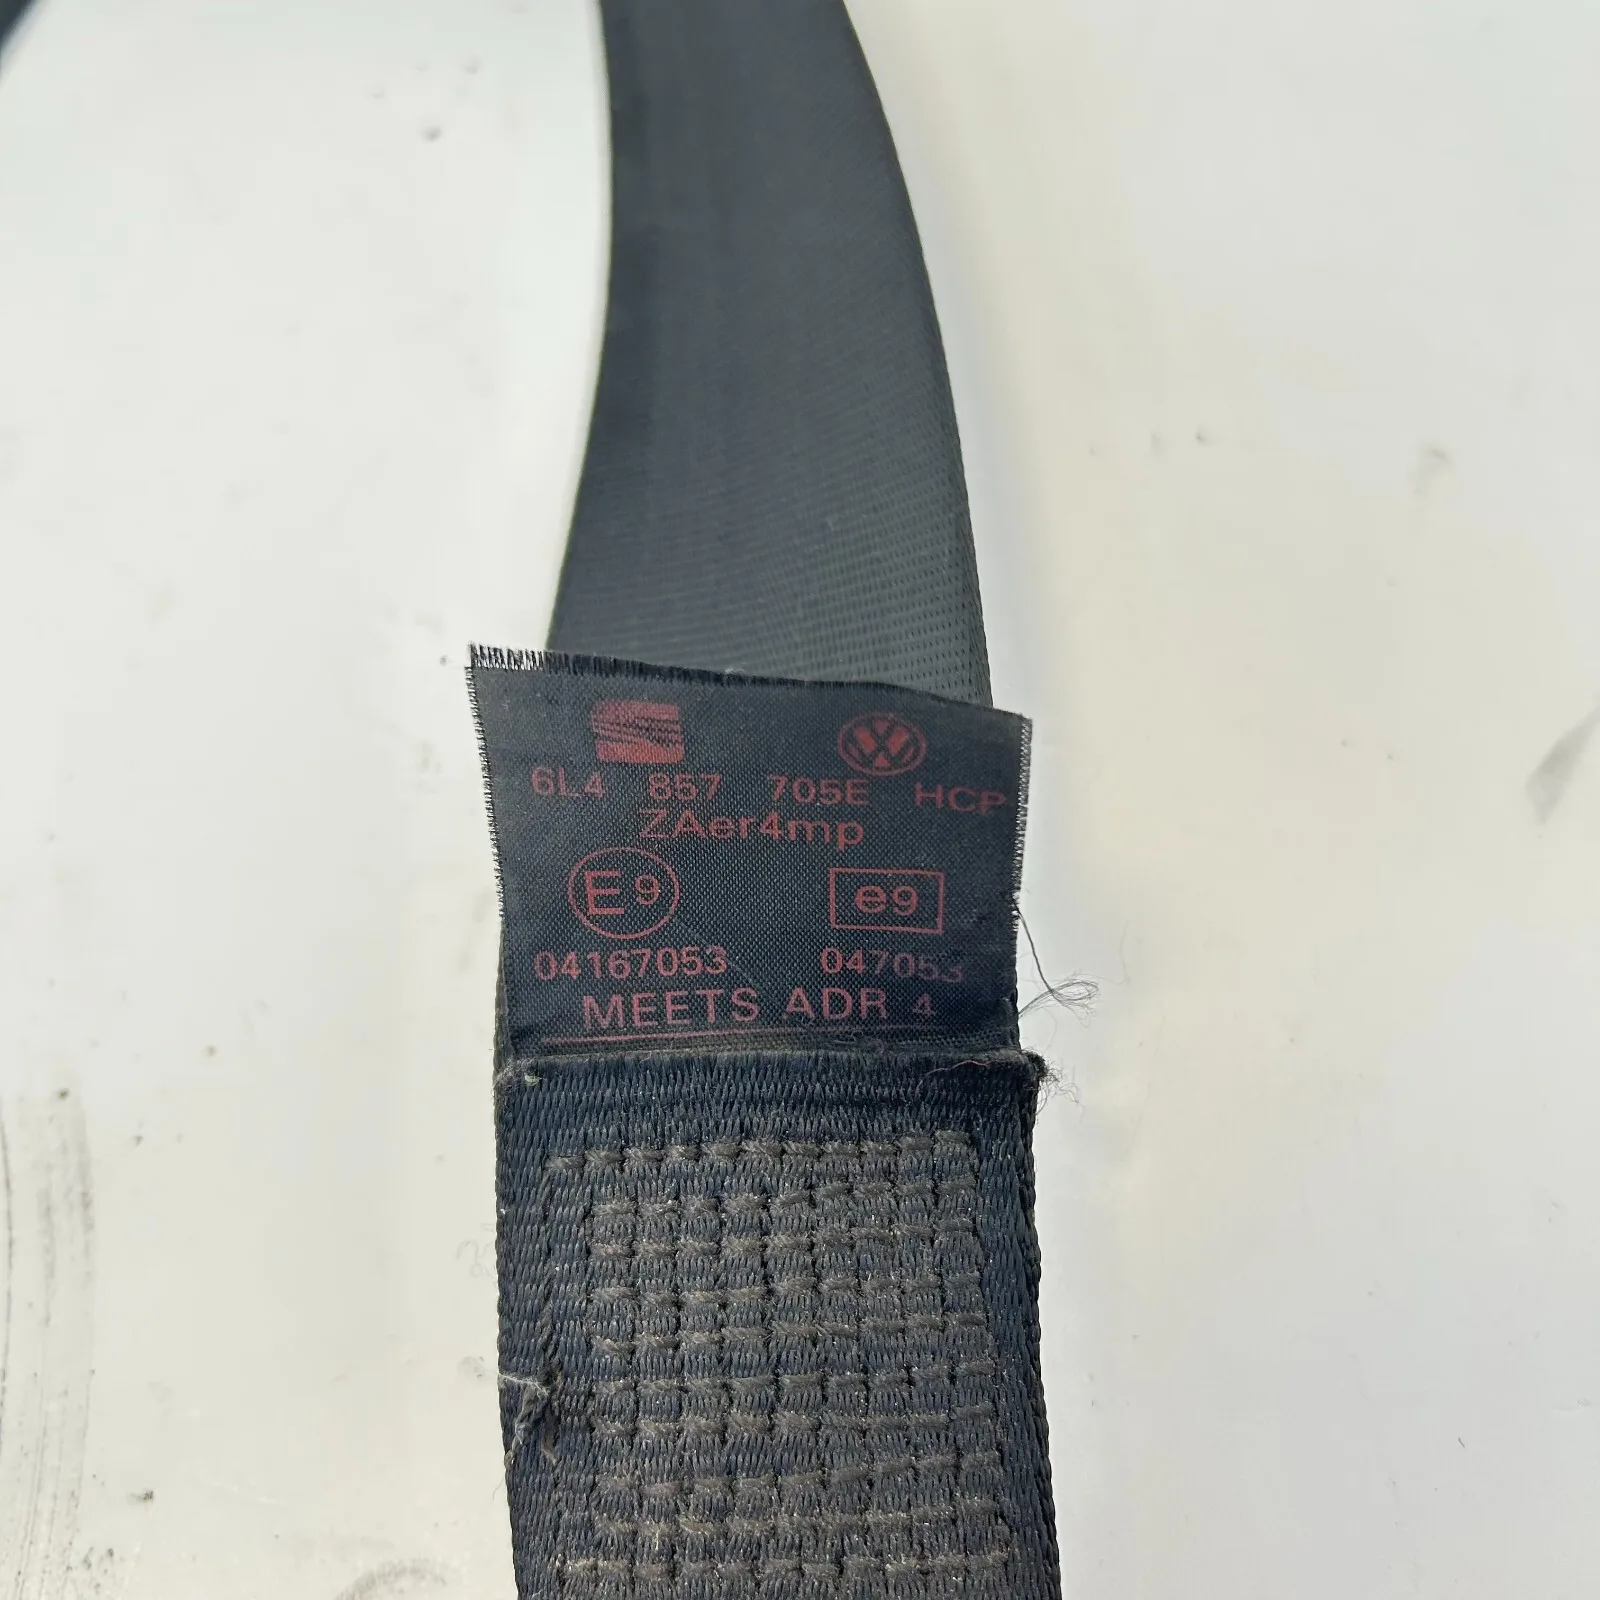 6L4 857 705E HCP
ZAer4mp
E9 e9
04167053 047053
MEETS ADR 4